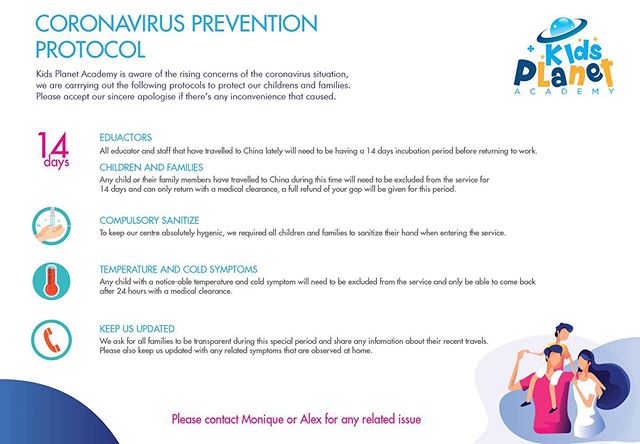 CORONAVIRUS PREVENTION
PROTOCOL
Kids Planet Academy is aware of the rising concerns of the coronavirus situation,
we are carrrying out the following protocols to protect our childrens and families.
Please accept our sincere apologise if there's any inconvenience that caused.
Kids
PLanet
ACADEMY
14
days
EDUACTORS
All educator and staff that have travelled to China lately will need to be having a 14 days incubation period before returning to work.
CHILDREN AND FAMILIES
Any child or their family members have travelled to China during this time will need to be excluded from the service for
14 days and can only return with a medical clearance, a full refund of your gap will be given for this period.
COMPULSORY SANITIZE
To keep our centre absolutely hygenic, we required all children and families to sanitize their hand when entering the service.
TEMPERATURE AND COLD SYMPTOMS
Any child with a notice-able temperature and cold symptom will need to be excluded from the service and only be able to come back
after 24 hours with a medical clearance.
KEEP US UPDATED
We ask for all families to be transparent during this special period and share any infomation about their recent travels.
Please also keep us updated with any related symptoms that are observed at home.
Please contact Monique or Alex for any related issue